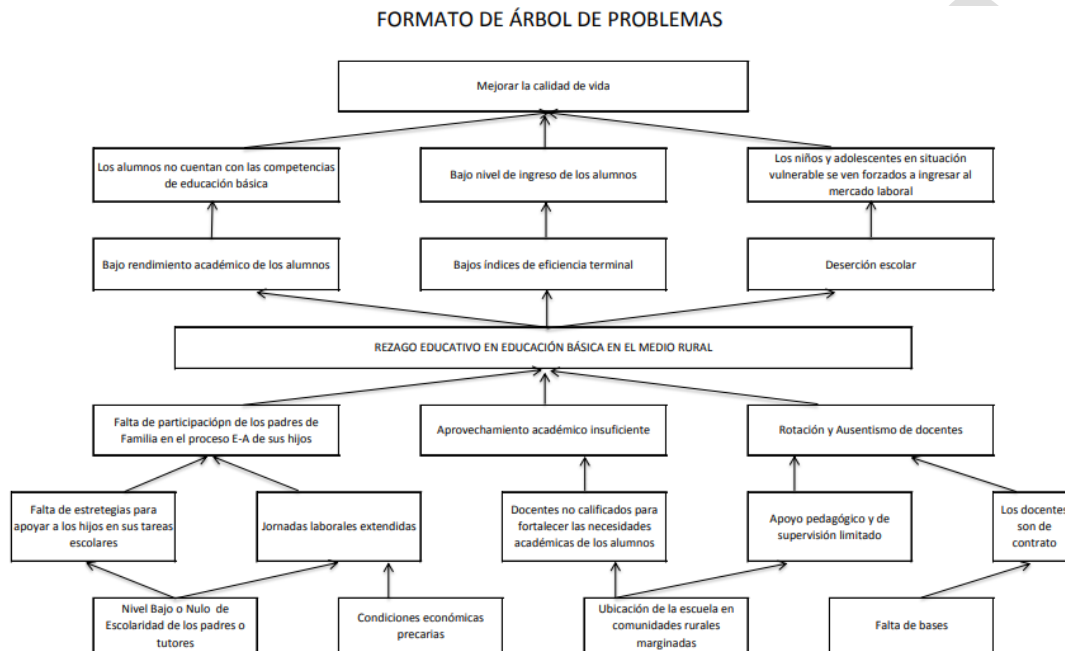 FORMATO DE ÁRBOL DE PROBLEMAS
Mejorar la calidad de vida
Los alumnos no cuentan con las competencias
de educación básica
Bajo nivel de ingreso de los alumnos
Los niños y adolescentes en situación
vulnerable se ven forzados a ingresar al
mercado laboral
Bajo rendimiento académico de los alumnos
Bajos índices de eficiencia terminal
Deserción escolar
REZAGO EDUCATIVO EN EDUCACIÓN BÁSICA EN EL MEDIO RURAL
Falta de participaciópn de los padres de
Familia en el proceso E-A de sus hijos
Aprovechamiento académico insuficiente
Rotación y Ausentismo de docentes
Falta de estretegias para
apoyar a los hijos en sus tareas
escolares
Jornadas laborales extendidas
Docentes no calificados para
fortalecer las necesidades
académicas de los alumnos
Apoyo pedagógico y de
supervisión limitado
Los docentes
son de
contrato
Nivel Bajo o Nulo de
Escolaridad de los padres o
tutores
Condiciones económicas
precarias
Ubicación de la escuela en
comunidades rurales
marginadas
Falta de bases